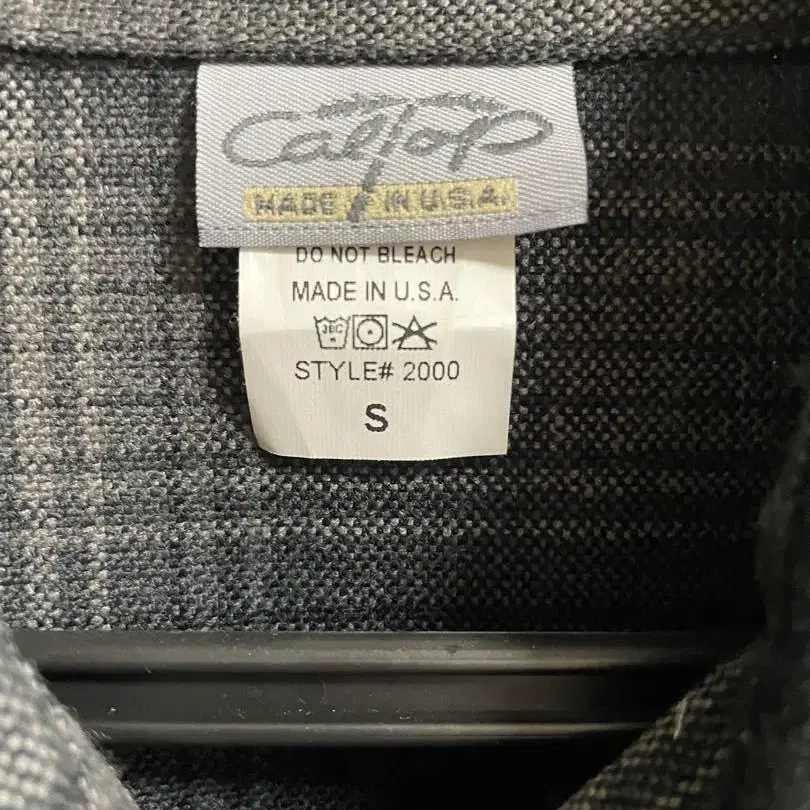 CalTop
MADE IN U.S.A.
DO NOT BLEACH
MADE IN U.S.A.
STYLE# 2000
S